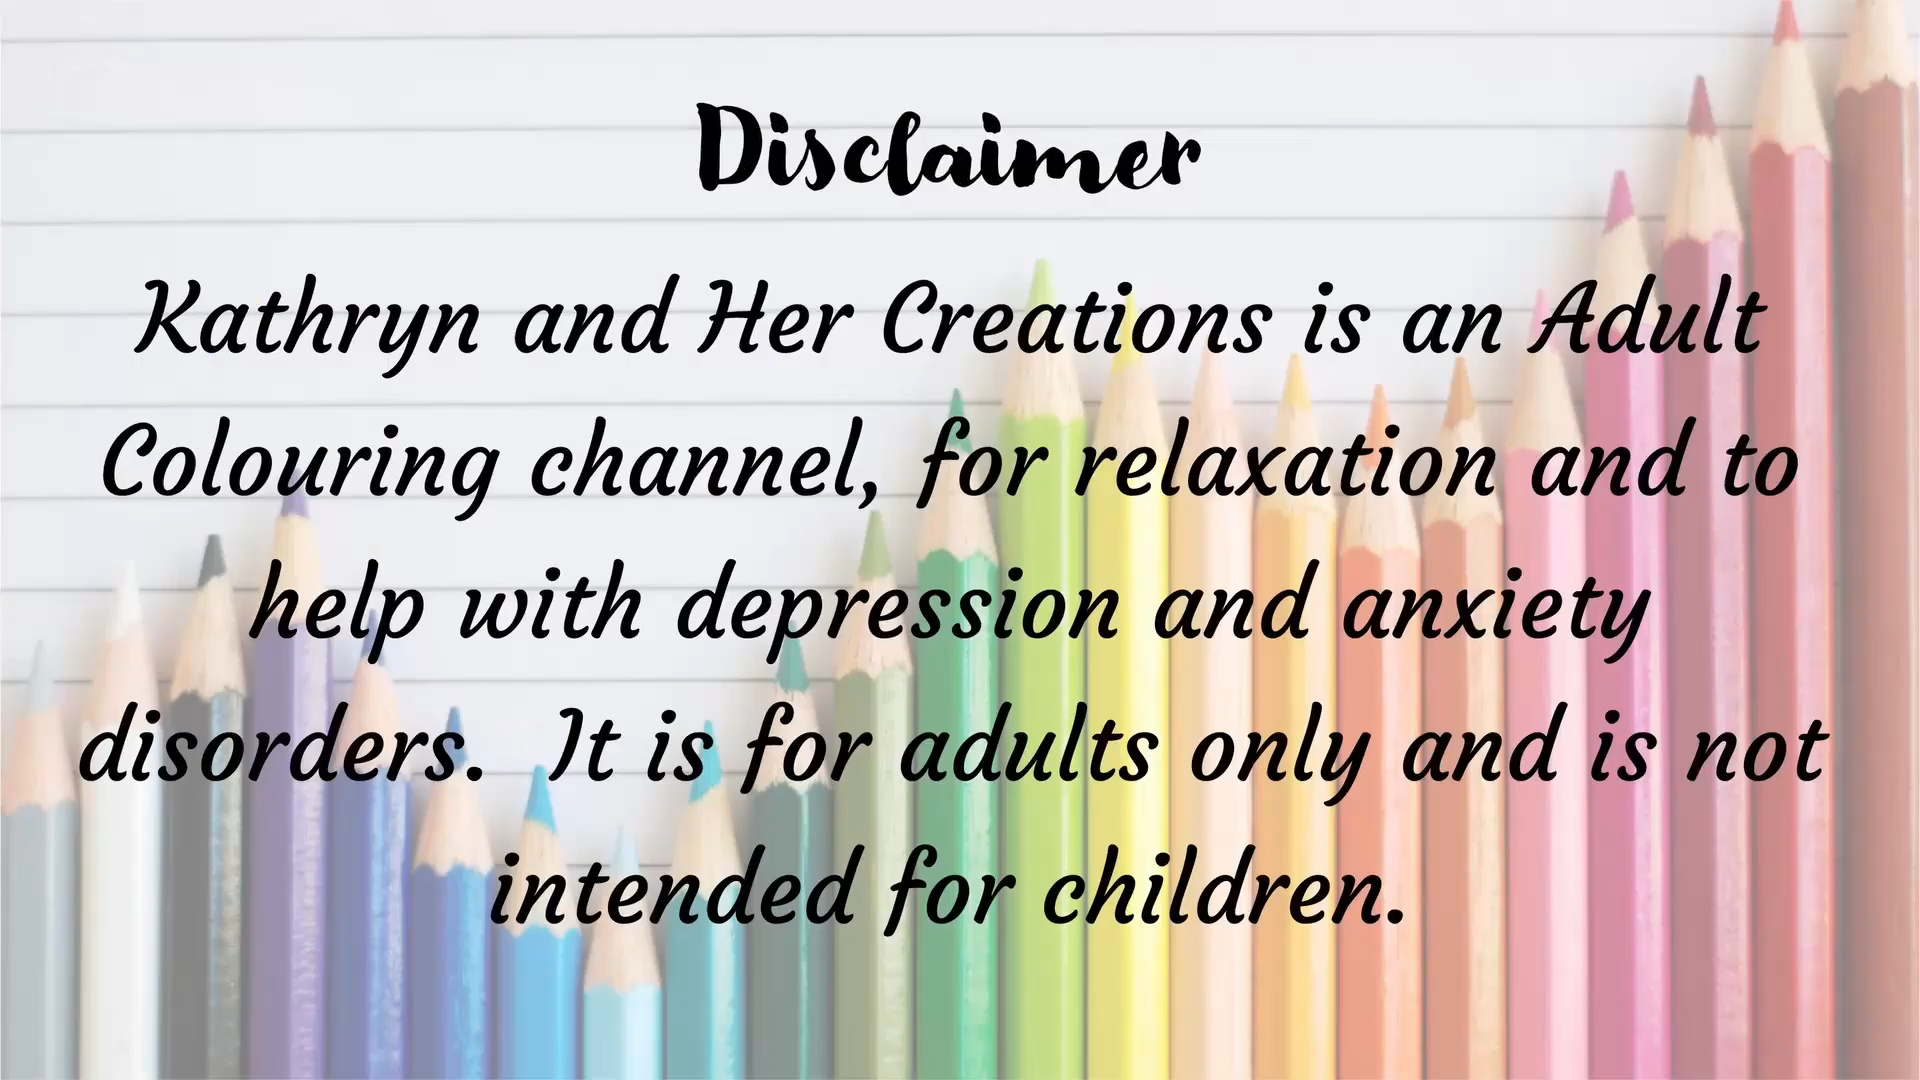 Disclaimer
Kathryn and Her Creations is an Adult
Colouring channel, for relaxation and to
help with depression and anxiety
disorders.  It is for adults only and is not
intended for children.